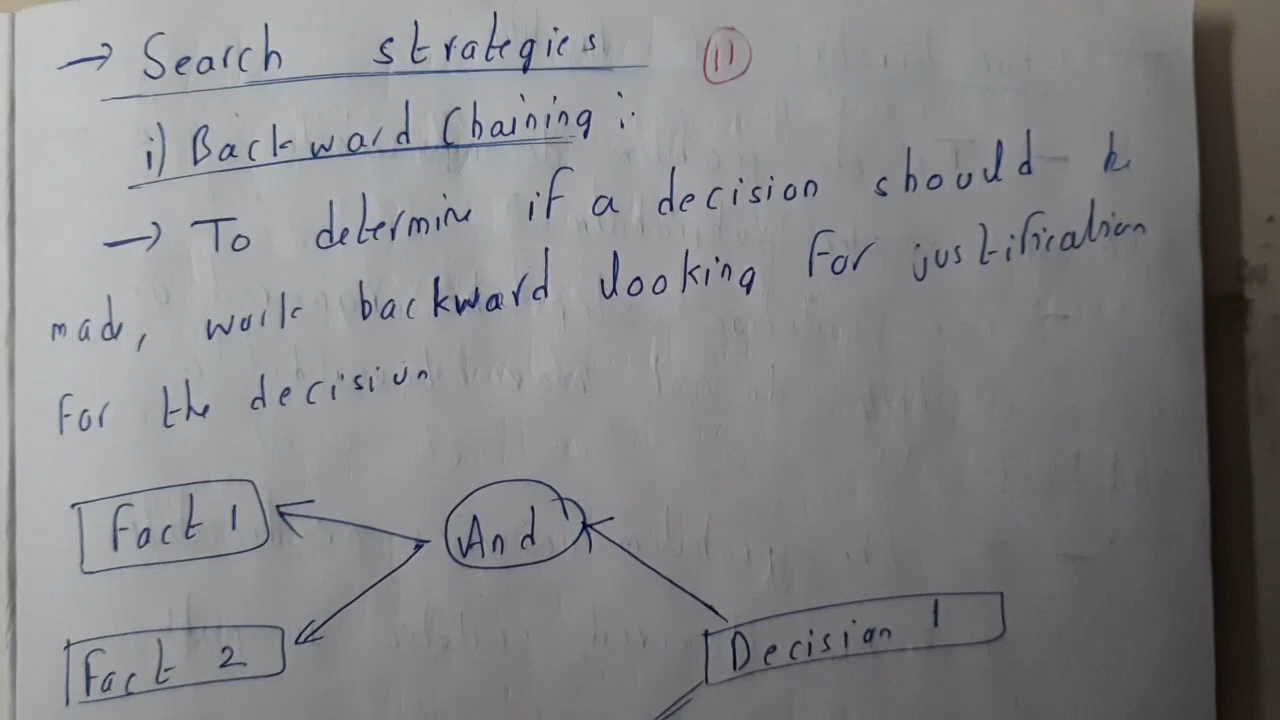 → Search strategies 11
i) Backward Chaining :
→ To determine if a decision should be
made, work backward looking for justification
for the decision
Fact 1
And
Fact 2
Decision 1